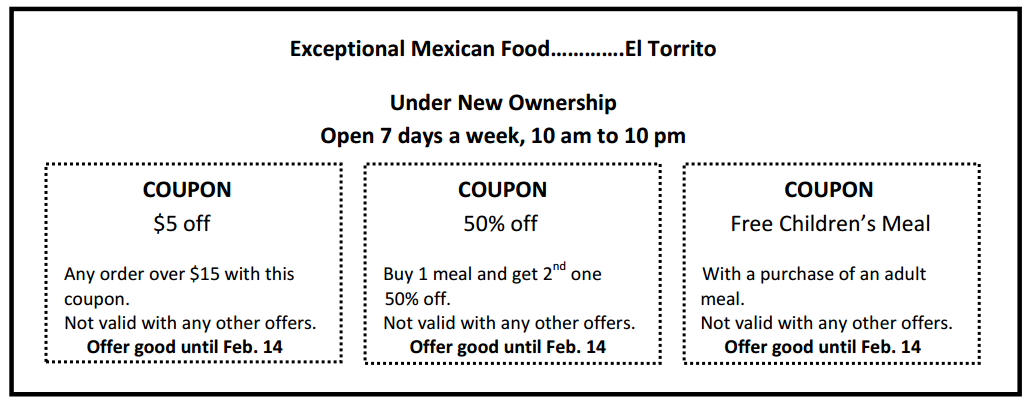 Exceptional Mexican Food………….El Torrito
Under New Ownership
Open 7 days a week, 10 am to 10 pm
COUPON
$5 off
Any order over $15 with this
coupon.
Not valid with any other offers.
Offer good until Feb. 14
COUPON
50% off
Buy 1 meal and get 2nd one
50% off.
Not valid with any other offers.
Offer good until Feb. 14
COUPON
Free Children’s Meal
With a purchase of an adult
meal.
Not valid with any other offers.
Offer good until Feb. 14